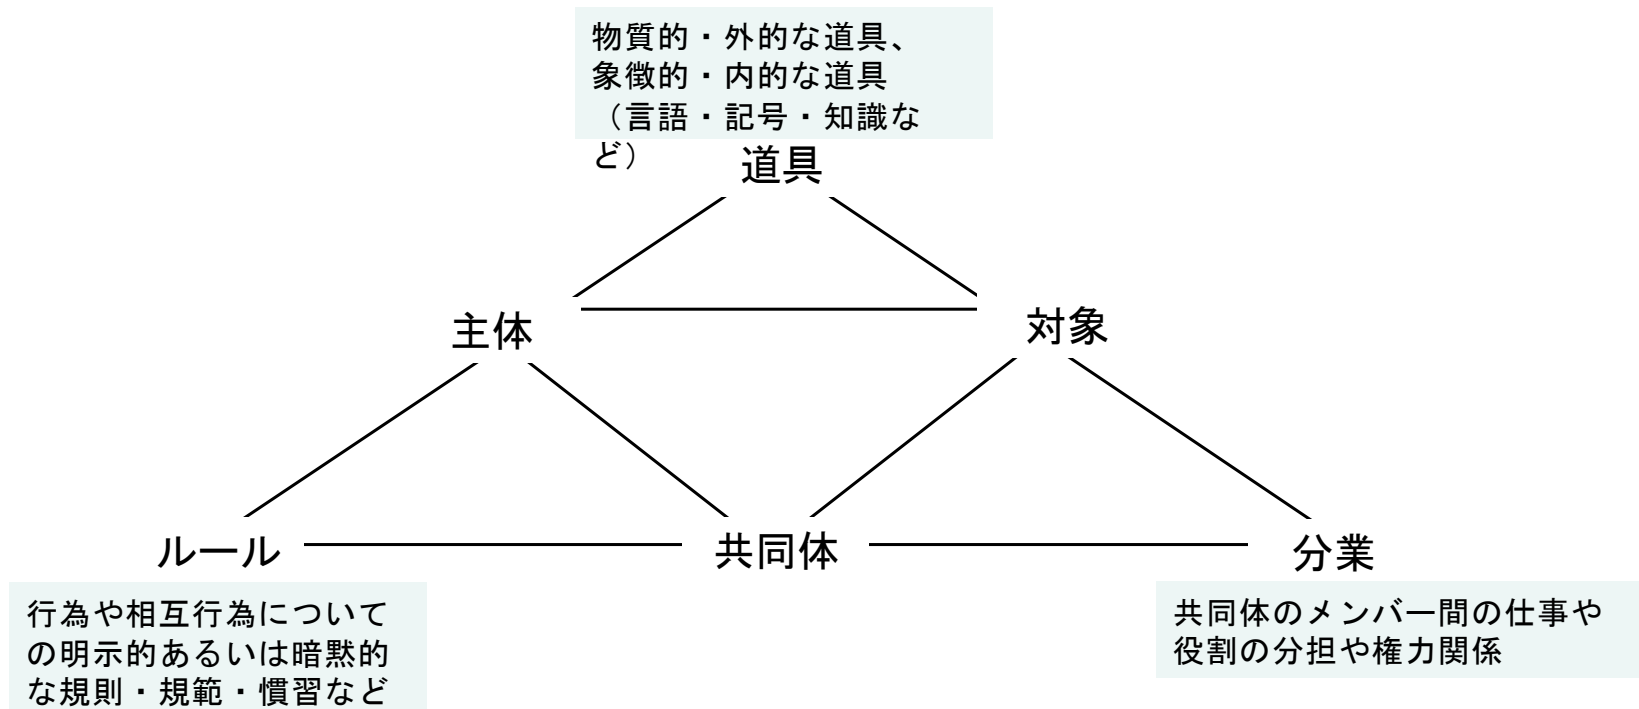 物質的・外的な道具、
象徴的・内的な道具
（言語・記号・知識な
ど）
道具
主体
対象
ルール
共同体
分業
行為や相互行為について
の明示的あるいは暗黙的
な規則・規範・慣習など
共同体のメンバー間の仕事や
役割の分担や権力関係